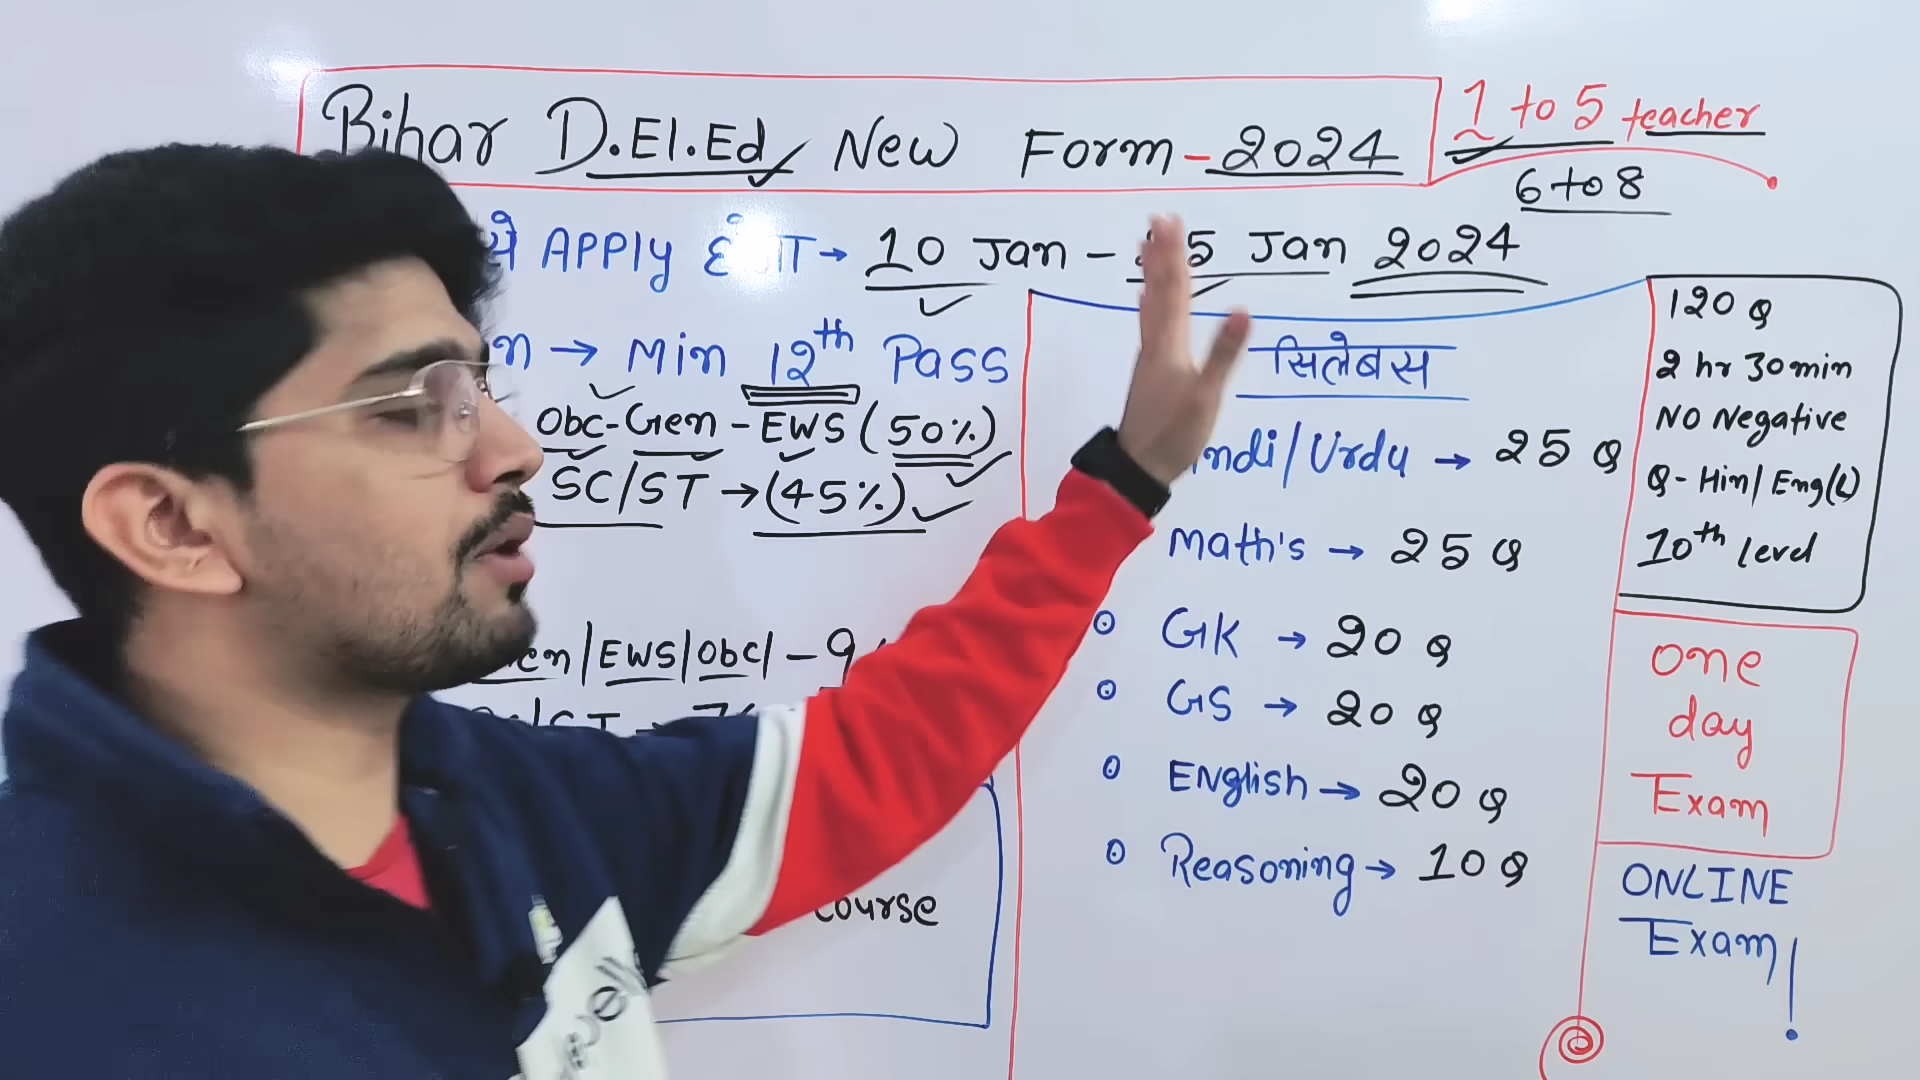 Bihar D.El.Ed New Form - 2024
1 to 5 teacher
6 to 8
से APPly 10 Jan - 25 Jan 2024
n → Min 12th Pass
Obc-Gen-EWS (50%)
SC/ST → (45%)
Gen/EWS/Obc/ - 9
course
सिलेबस
Hindi/Urdu → 25 Q
Math's → 25 Q
GK → 20 Q
GS → 20 Q
English → 20 Q
Reasoning → 10 Q
120 Q
2 hr 30 min
NO Negative
Q - Hin/Eng(L)
10th level
One
day
Exam
ONLINE
Exam